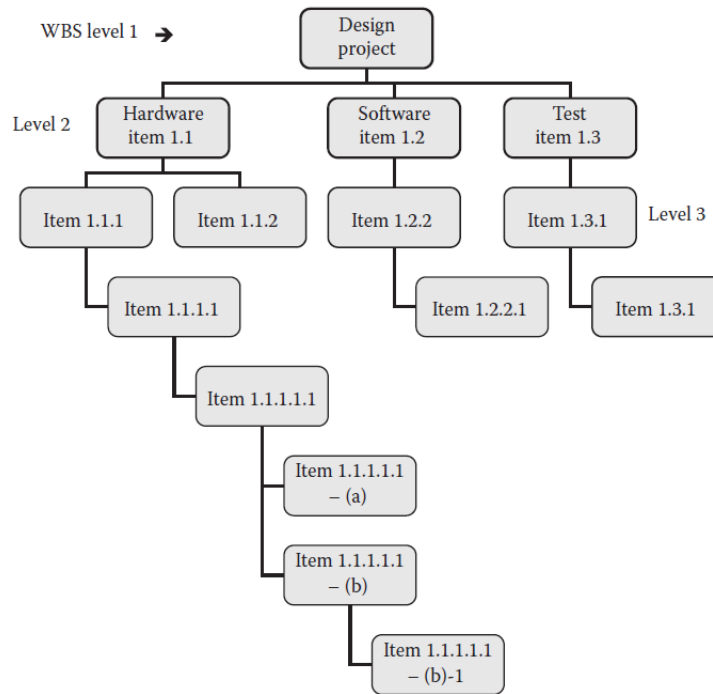 WBS level 1 ➔
Design
project
Level 2
Hardware
item 1.1
Software
item 1.2
Test
item 1.3
Item 1.1.1
Item 1.1.2
Item 1.2.2
Item 1.3.1
Level 3
Item 1.1.1.1
Item 1.2.2.1
Item 1.3.1
Item 1.1.1.1.1
Item 1.1.1.1.1
– (a)
Item 1.1.1.1.1
– (b)
Item 1.1.1.1.1
– (b)-1